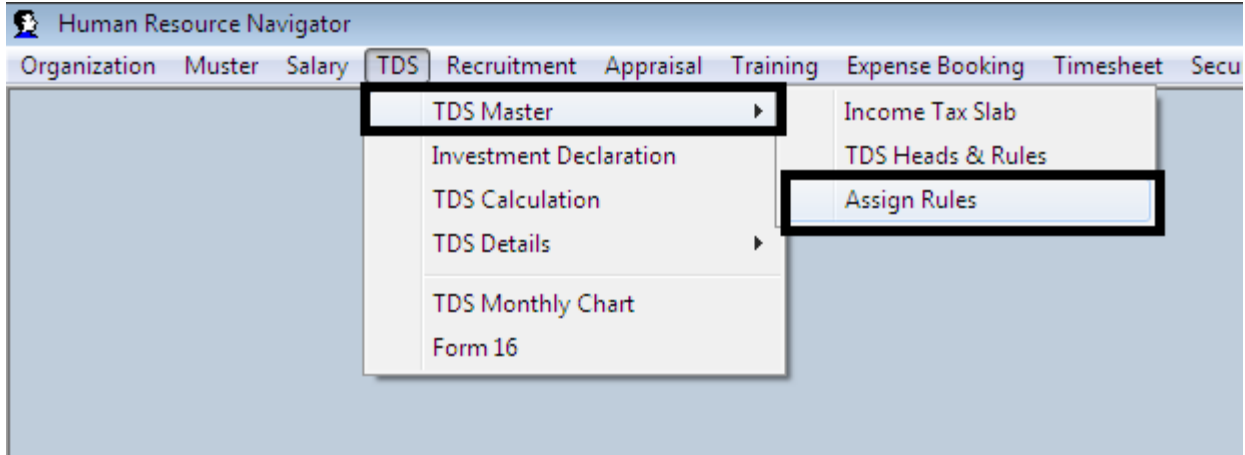 Human Resource Navigator
Organization Muster Salary TDS Recruitment Appraisal Training Expense Booking Timesheet Secu
TDS Master
Investment Declaration
TDS Calculation
TDS Details
TDS Monthly Chart
Form 16
Income Tax Slab
TDS Heads & Rules
Assign Rules